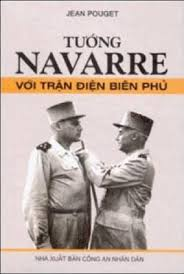 JEAN POUGET
TƯỚNG
NAVARRE
VỚI TRẬN ĐIỆN BIÊN PHỦ
NHÀ XUẤT BẢN CÔNG AN NHÂN DÂN